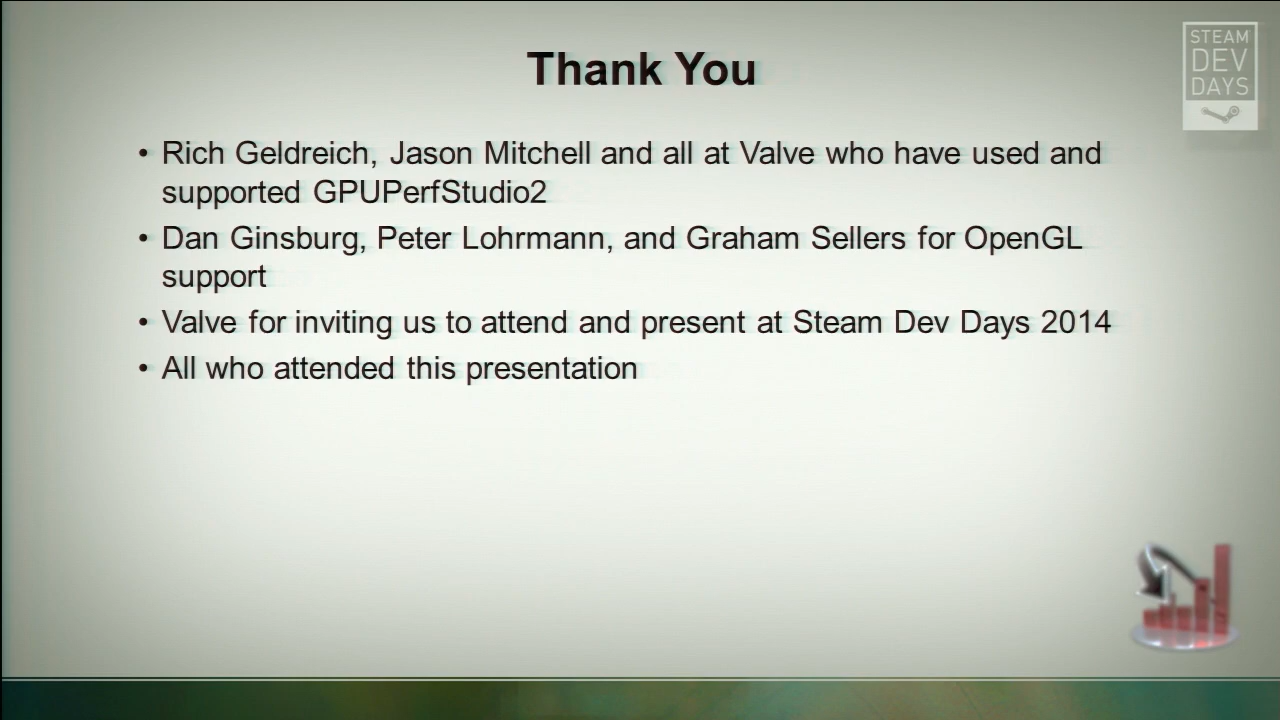 Thank You
STEAM
DEV
DAYS
• Rich Geldreich, Jason Mitchell and all at Valve who have used and
supported GPUPerfStudio2
• Dan Ginsburg, Peter Lohrmann, and Graham Sellers for OpenGL
support
• Valve for inviting us to attend and present at Steam Dev Days 2014
• All who attended this presentation